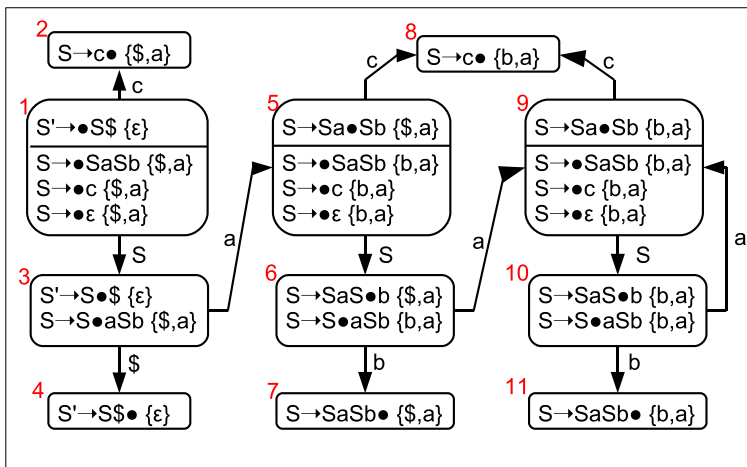 2
S→c● {$,a}
8
S→c● {b,a}
c
c
c
1
S'→●S$ {ε}
S→●SaSb {$,a}
S→●c {$,a}
S→●ε {$,a}
5
S→Sa●Sb {$,a}
S→●SaSb {b,a}
S→●c {b,a}
S→●ε {b,a}
9
S→Sa●Sb {b,a}
S→●SaSb {b,a}
S→●c {b,a}
S→●ε {b,a}
a
a
a
S
S
S
3
S'→S●$ {ε}
S→S●aSb {$,a}
6
S→SaS●b {$,a}
S→S●aSb {b,a}
10
S→SaS●b {b,a}
S→S●aSb {b,a}
$
b
b
4
S'→S$● {ε}
7
S→SaSb● {$,a}
11
S→SaSb● {b,a}